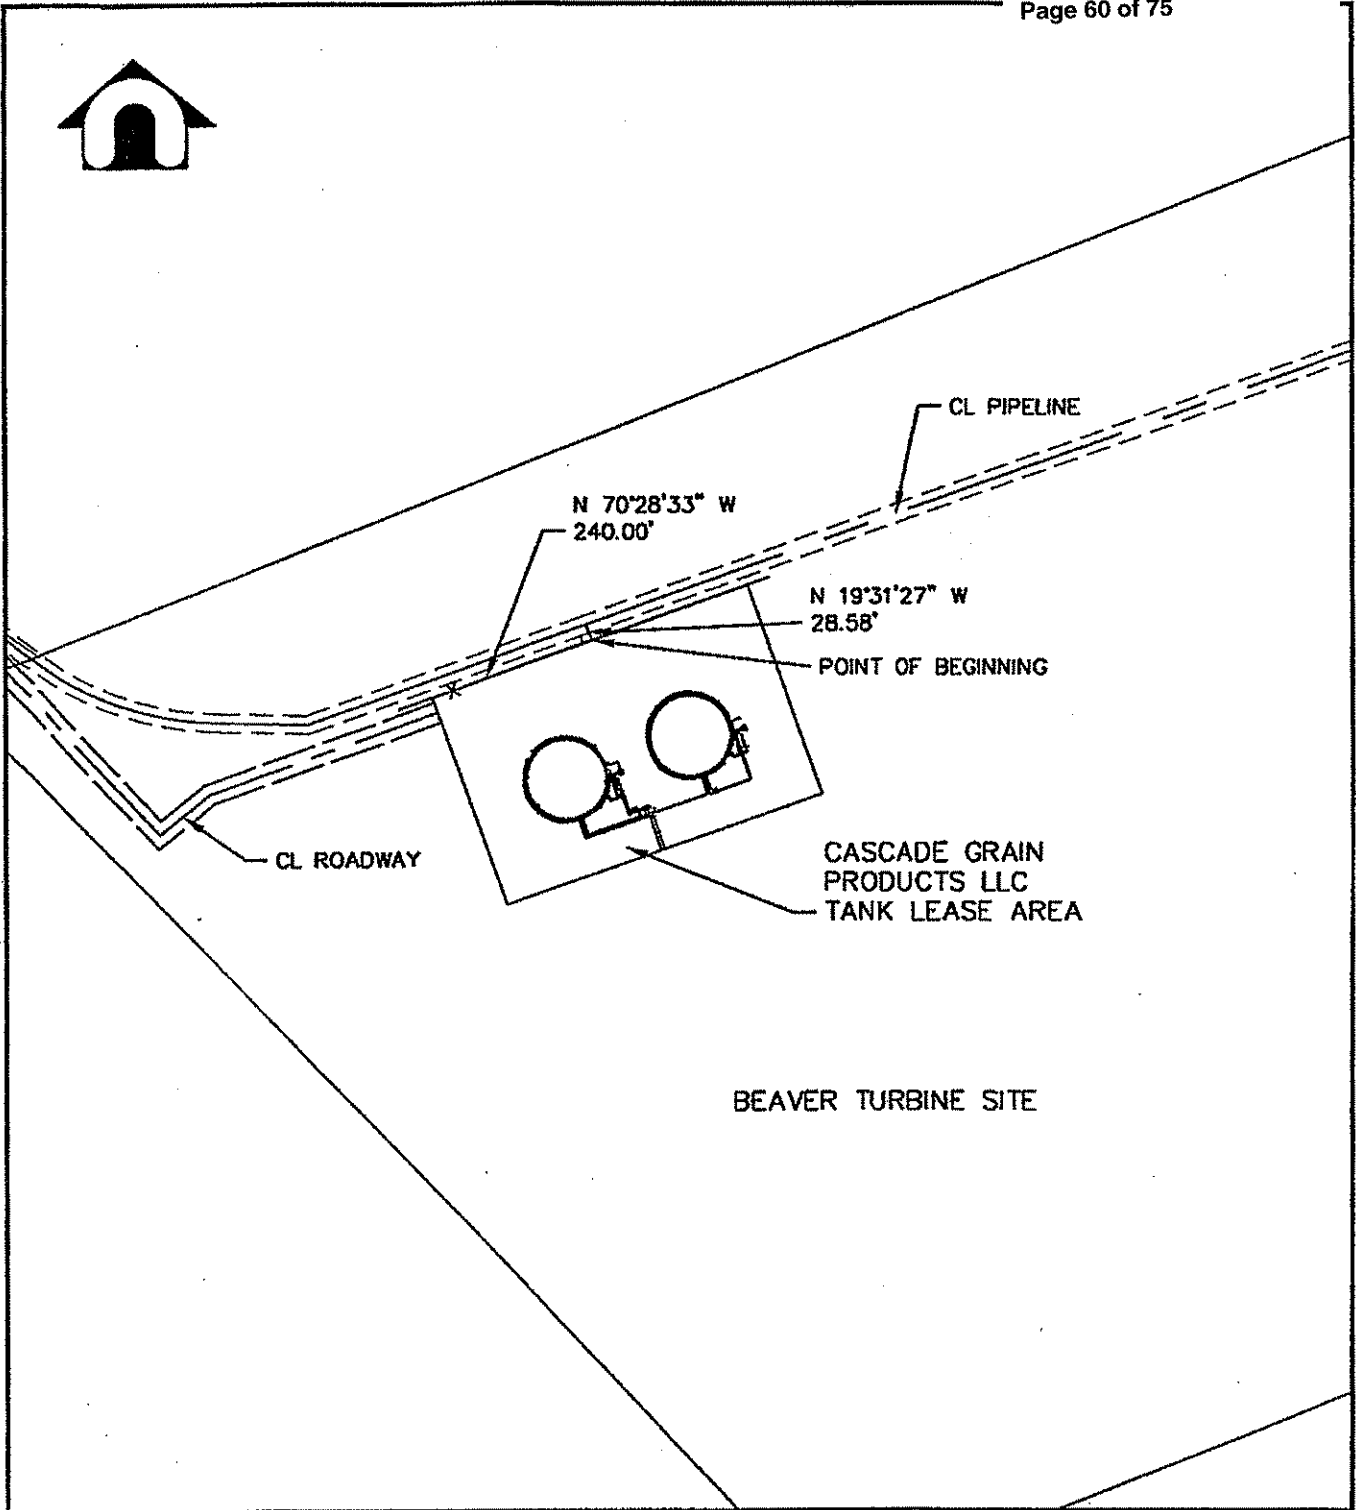 Page 60 of 75
CL PIPELINE
N 70°28'33" W
240.00'
N 19°31'27" W
28.58'
POINT OF BEGINNING
X
CL ROADWAY
CASCADE GRAIN
PRODUCTS LLC
TANK LEASE AREA
BEAVER TURBINE SITE